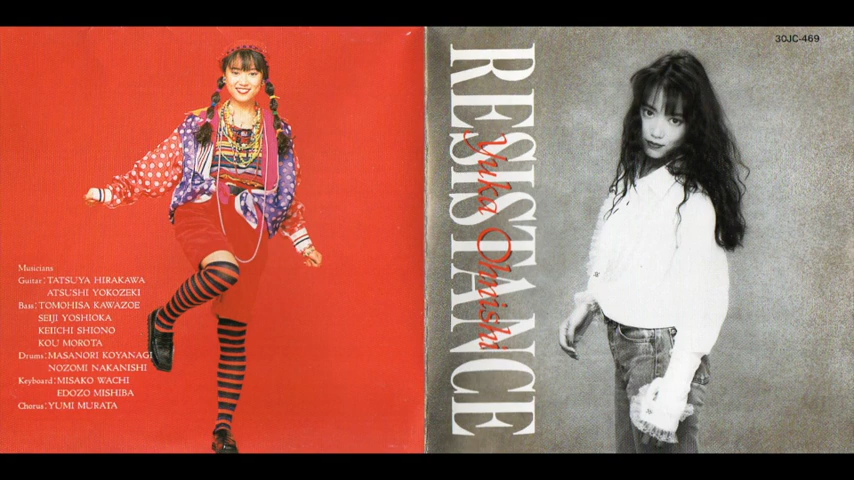 Musicians
Guitar:TATSUYA HIRAKAWA
ATSUSHI YOKOZEKI
Bass:TOMOHISA KAWAZOE
SEIJI YOSHIOKA
KEIICHI SHIONO
KOU MOROTA
Drums:MASANORI KOYANAGI
NOZOMI NAKANISHI
Keyboard:MISAKO WACHI
EDOZO MISHIBA
Chorus:YUMI MURATA
RESISTANCE
Yuka Ohnishi
30JC-469